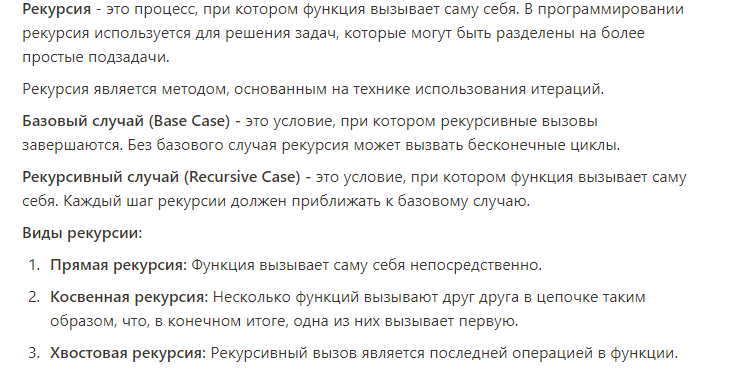 Рекурсия - это процесс, при котором функция вызывает саму себя. В программировании
рекурсия используется для решения задач, которые могут быть разделены на более
простые подзадачи.
Рекурсия является методом, основанным на технике использования итераций.
Базовый случай (Base Case) - это условие, при котором рекурсивные вызовы
завершаются. Без базового случая рекурсия может вызвать бесконечные циклы.
Рекурсивный случай (Recursive Case) - это условие, при котором функция вызывает саму
себя. Каждый шаг рекурсии должен приближать к базовому случаю.
Виды рекурсии:
1. Прямая рекурсия: Функция вызывает саму себя непосредственно.
2. Косвенная рекурсия: Несколько функций вызывают друг друга в цепочке таким
образом, что, в конечном итоге, одна из них вызывает первую.
3. Хвостовая рекурсия: Рекурсивный вызов является последней операцией в функции.